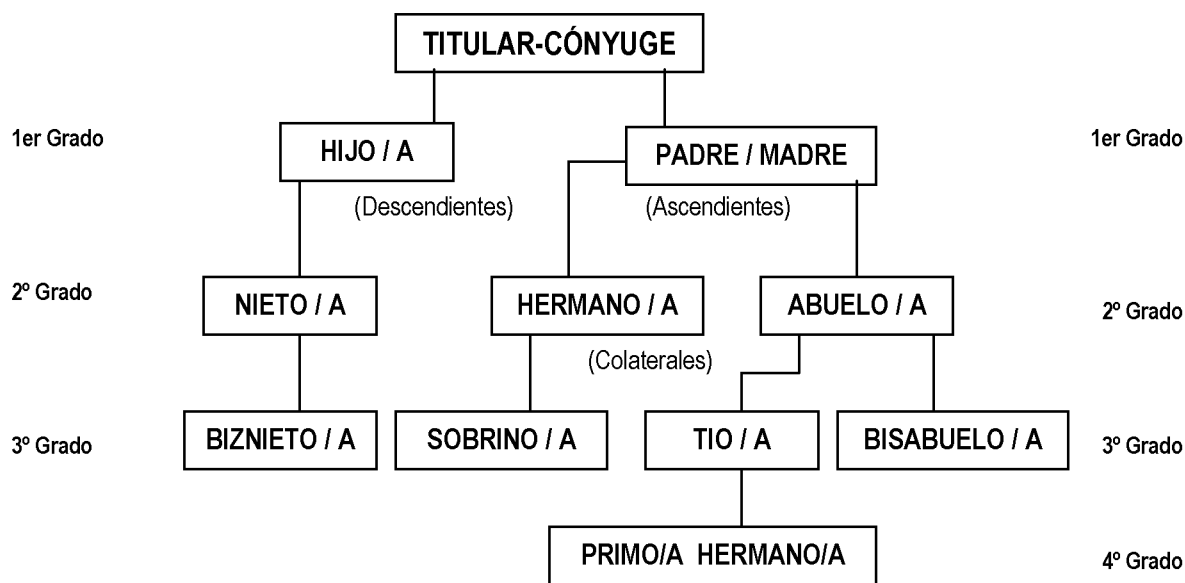 TITULAR-CÓNYUGE
1er Grado
HIJO / A
PADRE / MADRE
1er Grado
(Descendientes)
(Ascendientes)
2º Grado
NIETO / A
HERMANO / A
ABUELO / A
2º Grado
(Colaterales)
3º Grado
BIZNIETO / A
SOBRINO / A
TIO / A
BISABUELO / A
3º Grado
PRIMO/A HERMANO/A
4º Grado